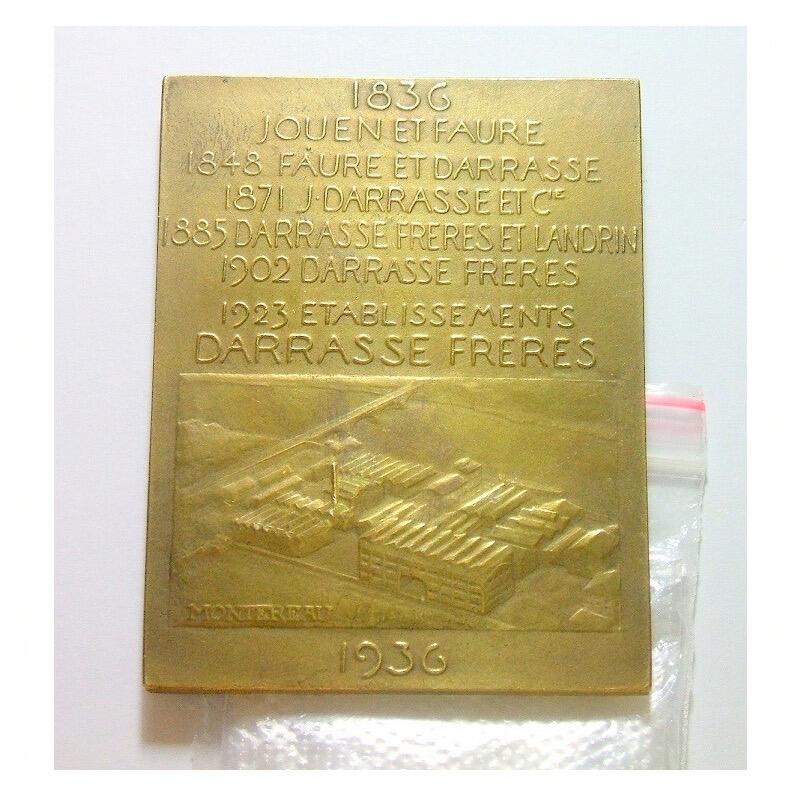 1836
JOUEN ET FAURE
1848 FAURE ET DARRASSE
1871 J·DARRASSE ET CIE
1885 DARRASSE FRERES ET LANDRIN
1902 DARRASSE FRERES
1923 ETABLISSEMENTS
DARRASSE FRERES
MONTEREAU
1936